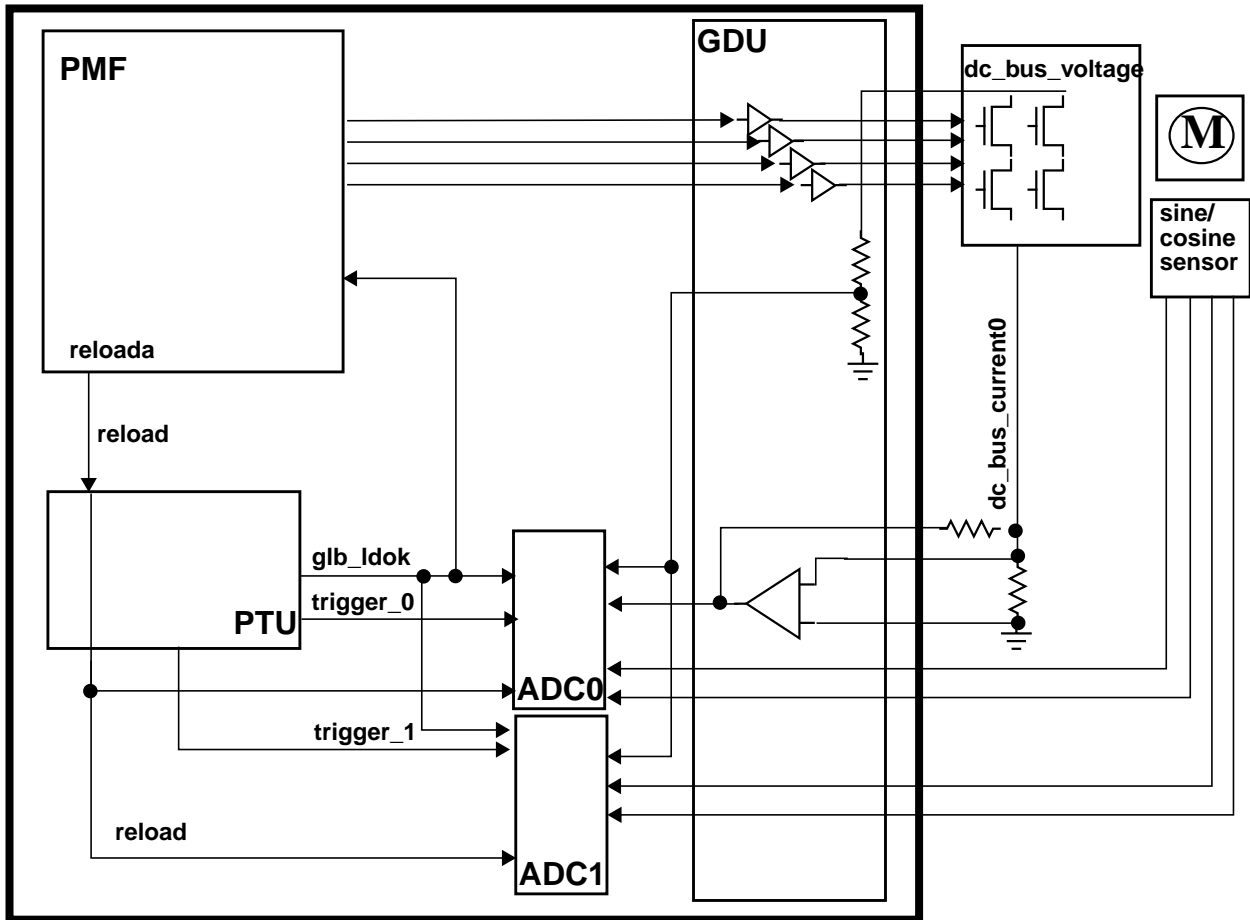 GDU
PMF
dc_bus_voltage
M
sine/
cosine
sensor
reloada
dc_bus_current0
reload
glb_ldok
trigger_0
PTU
ADC0
trigger_1
reload
ADC1